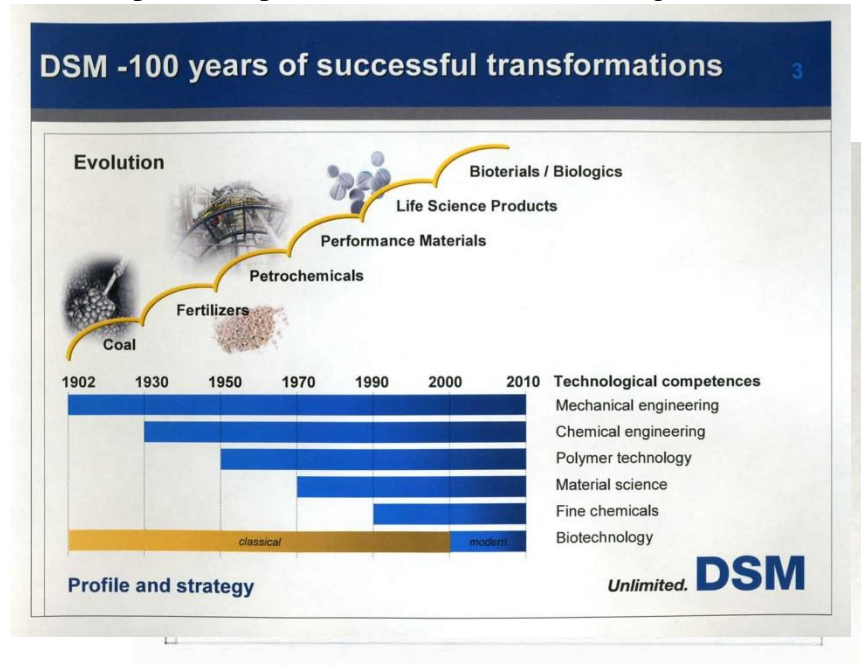 DSM -100 years of successful transformations 3
Evolution
Bioterials / Biologics
Life Science Products
Performance Materials
Petrochemicals
Fertilizers
Coal
1902 1930 1950 1970 1990 2000 2010 Technological competences
Mechanical engineering
Chemical engineering
Polymer technology
Material science
Fine chemicals
classical modern Biotechnology
Profile and strategy Unlimited. DSM